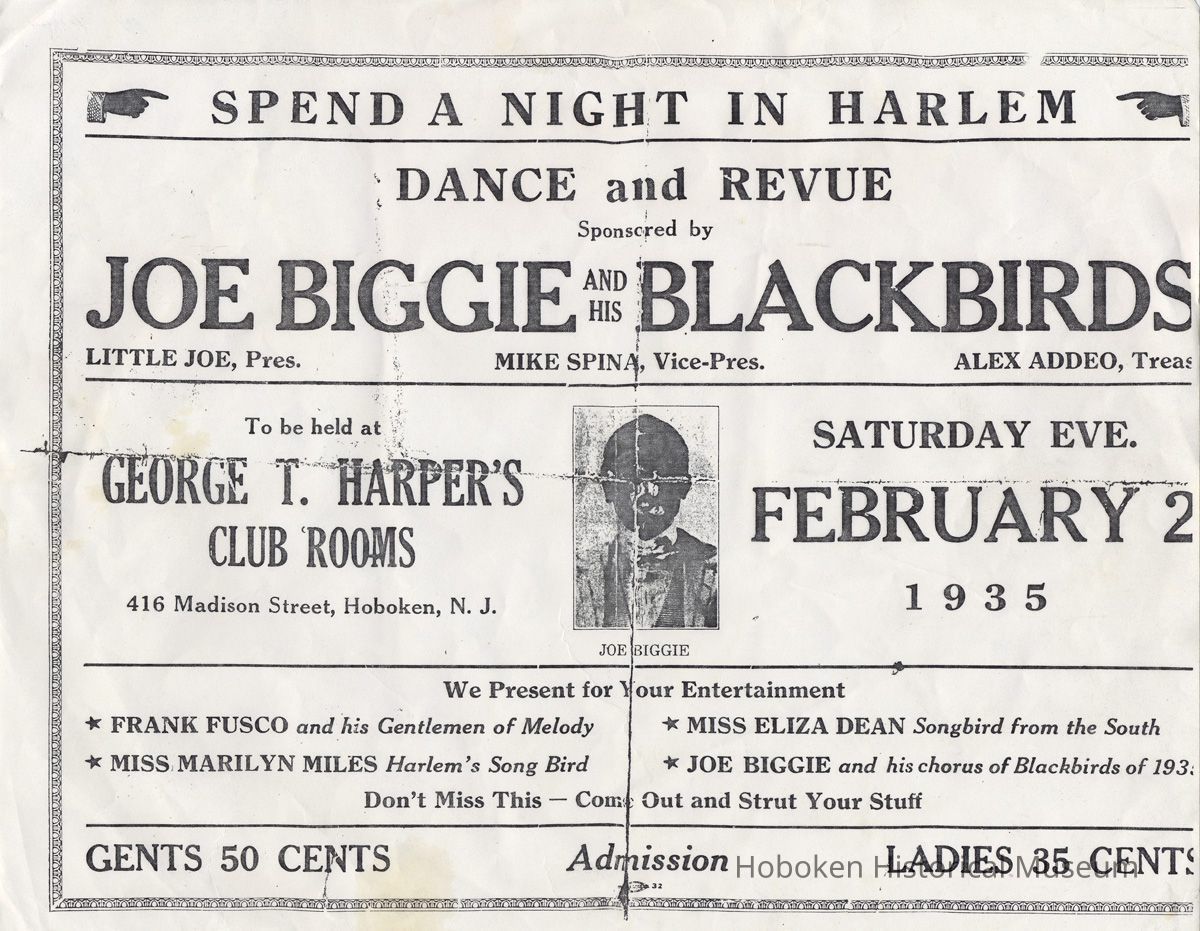 SPEND A NIGHT IN HARLEM
DANCE and REVUE
Sponsored by
JOE BIGGIE AND HIS BLACKBIRDS
LITTLE JOE, Pres. MIKE SPINA, Vice-Pres. ALEX ADDEO, Treas
To be held at
GEORGE T. HARPER'S
CLUB ROOMS
416 Madison Street, Hoboken, N. J.
JOE BIGGIE
SATURDAY EVE.
FEBRUARY 2
1935
We Present for Your Entertainment
★ FRANK FUSCO and his Gentlemen of Melody
★ MISS ELIZA DEAN Songbird from the South
★ MISS MARILYN MILES Harlem's Song Bird
★ JOE BIGGIE and his chorus of Blackbirds of 193
Don't Miss This — Come Out and Strut Your Stuff
GENTS 50 CENTS Admission LADIES 35 CENTS
32
Hoboken Historical Museum